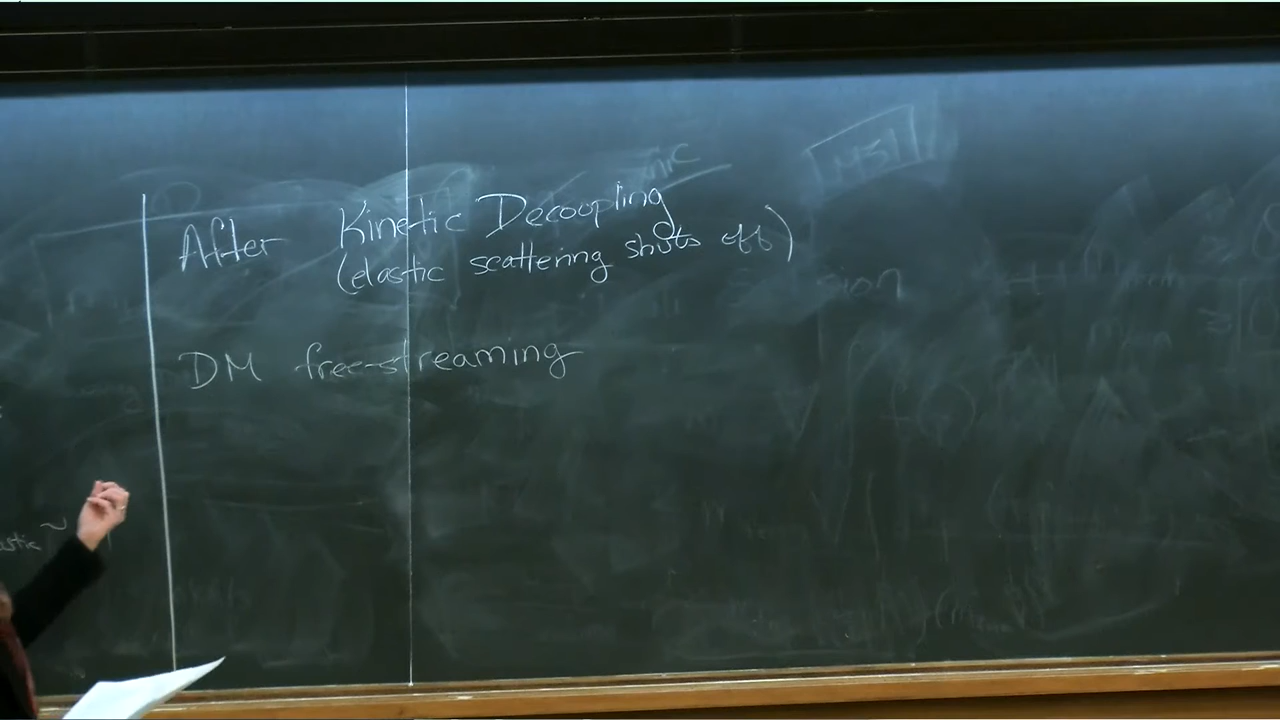 After Kinetic Decoupling
(elastic scattering shuts off)
DM free-streaming